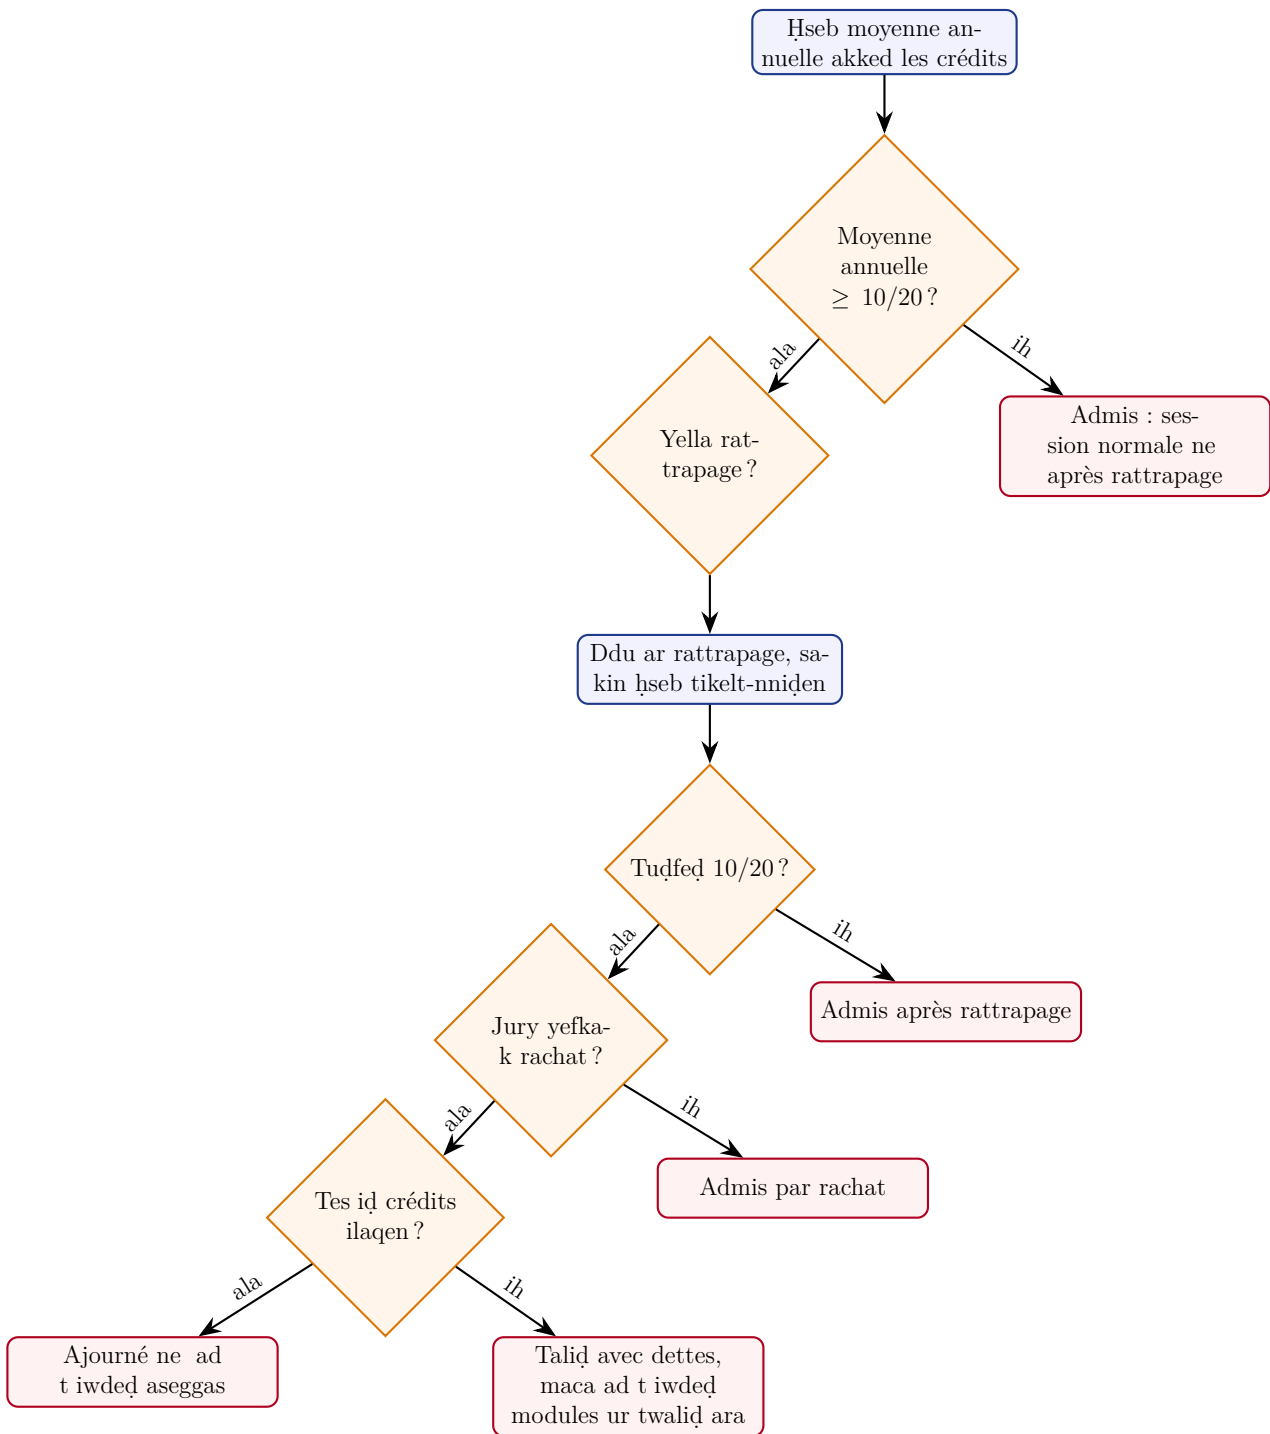 Ḥseb moyenne an-
nuelle akked les crédits
Moyenne
annuelle
≥ 10/20 ?
ala
ih
Yella rat-
trapage ?
Admis : ses-
sion normale ne
après rattrapage
Ddu ar rattrapage, sa-
kin ḥseb tikelt-nniḍen
Tuḍfeḍ 10/20 ?
ala
ih
Jury yefka-
k rachat ?
Admis après rattrapage
ala
ih
Tes iḍ crédits
ilaqen ?
Admis par rachat
ala
ih
Ajourné ne ad
t iwdeḍ aseggas
Taliḍ avec dettes,
maca ad t iwdeḍ
modules ur twaliḍ ara